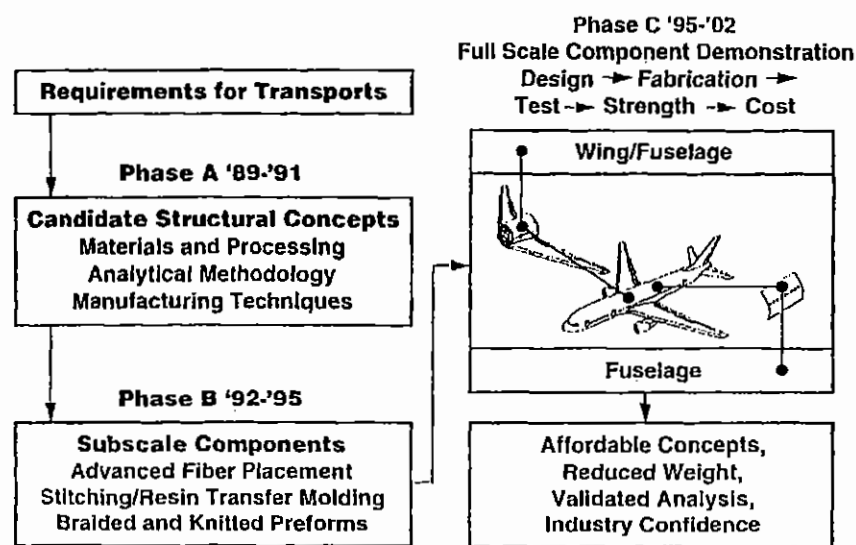 Requirements for Transports
Phase A '89-'91
Candidate Structural Concepts
Materials and Processing
Analytical Methodology
Manufacturing Techniques
Phase B '92-'95
Subscale Components
Advanced Fiber Placement
Stitching/Resin Transfer Molding
Braided and Knitted Preforms
Phase C '95-'02
Full Scale Component Demonstration
Design → Fabrication →
Test → Strength → Cost
Wing/Fuselage
Fuselage
Affordable Concepts,
Reduced Weight,
Validated Analysis,
Industry Confidence